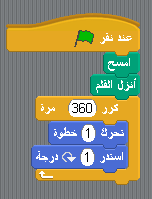 عند نقر
امسح
أنزل القلم
كرر 360 مرة
تحرك 1 خطوة
استدر 1 درجة